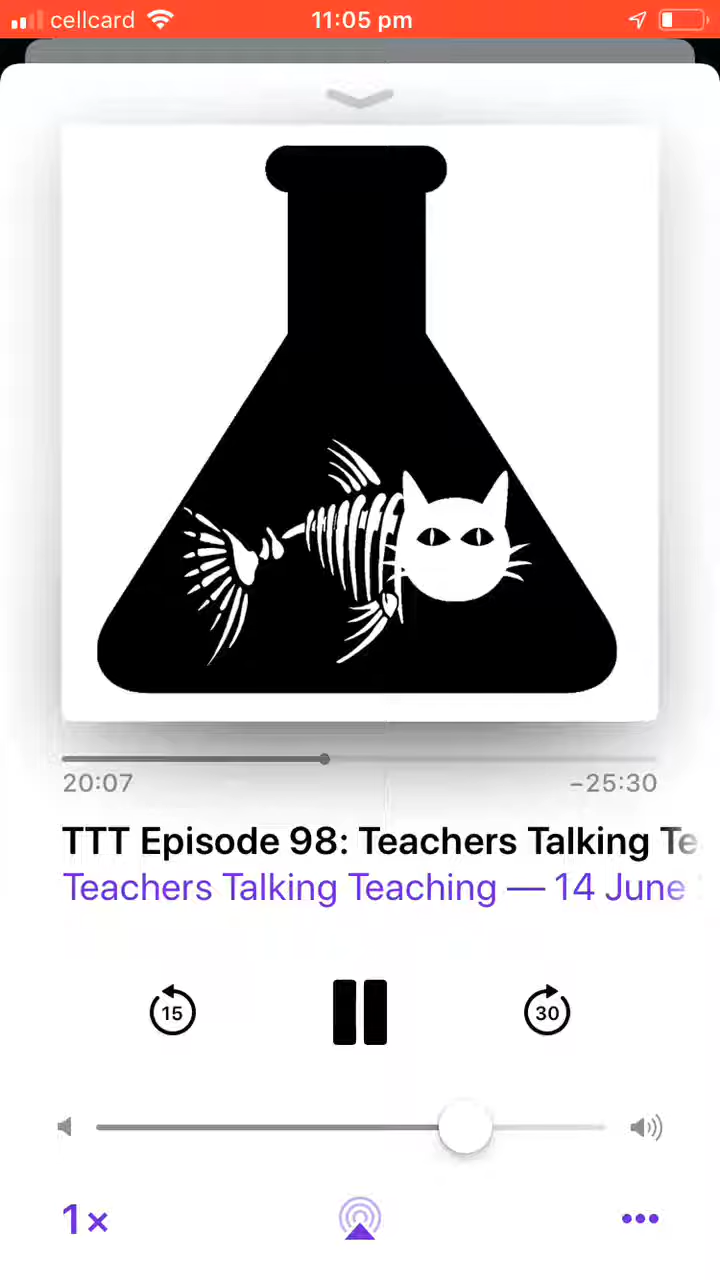 cellcard 11:05 pm
20:07 −25:30
TTT Episode 98: Teachers Talking Te
Teachers Talking Teaching — 14 June
15 30
1×